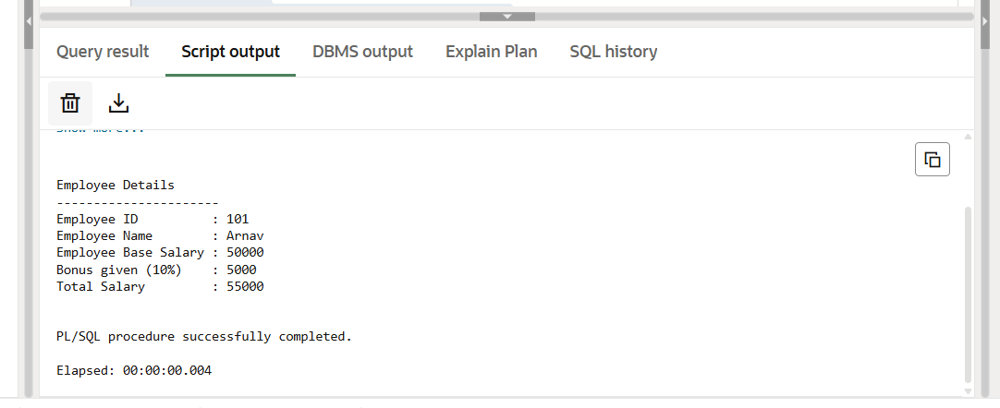 Query result Script output DBMS output Explain Plan SQL history
Show more...
Employee Details
----------------------
Employee ID          : 101
Employee Name        : Arnav
Employee Base Salary : 50000
Bonus given (10%)    : 5000
Total Salary         : 55000
PL/SQL procedure successfully completed.
Elapsed: 00:00:00.004